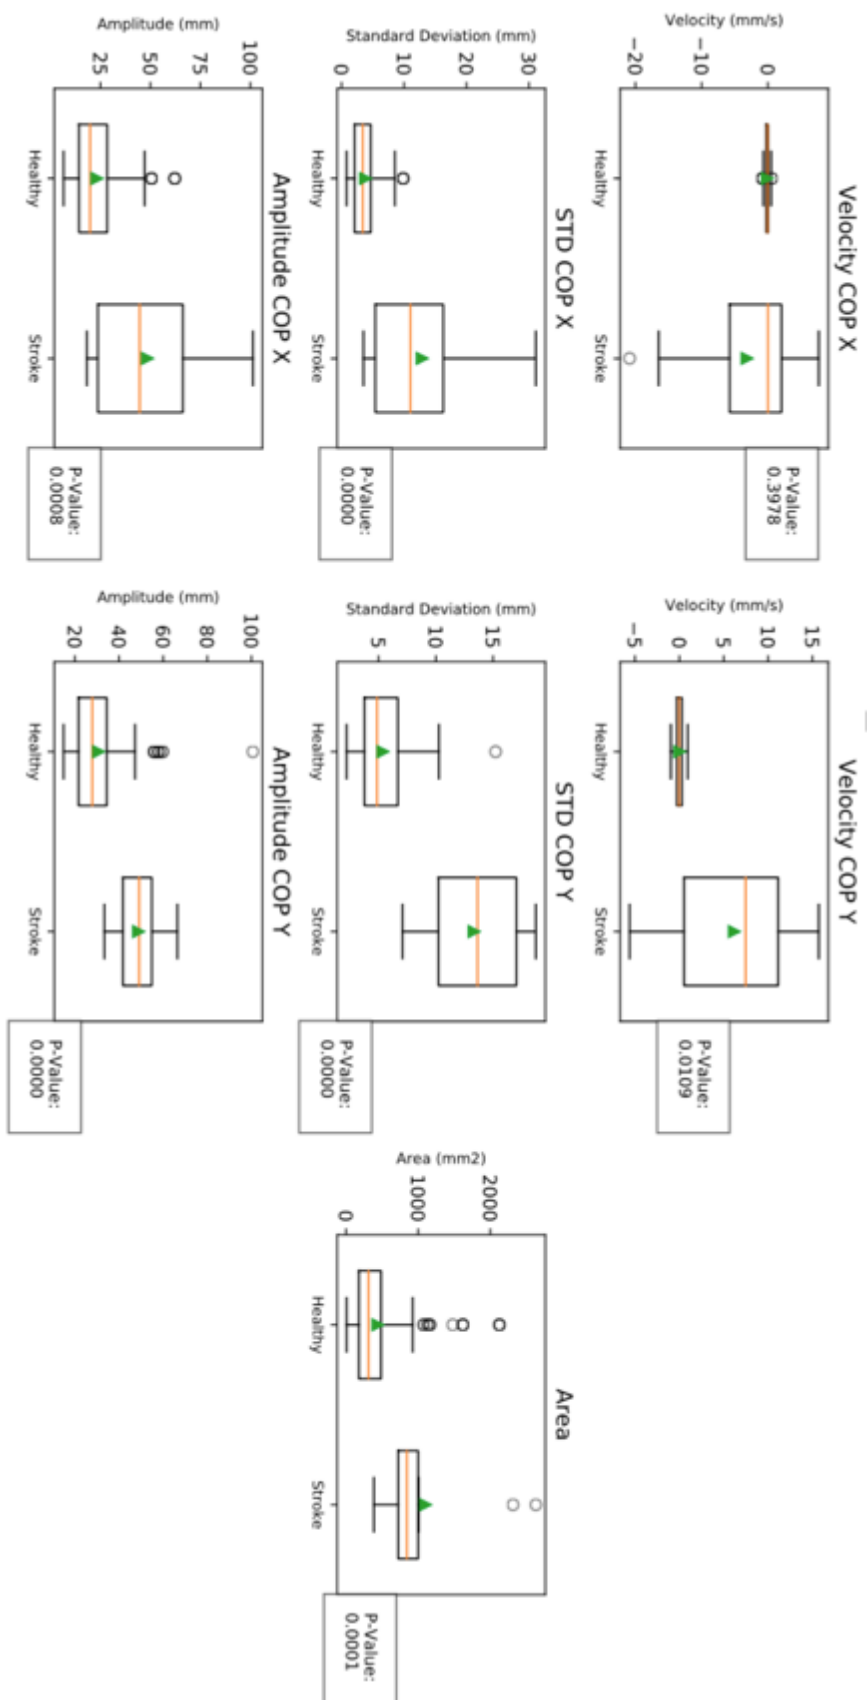 Velocity COP X
Velocity (mm/s)
0
−10
−20
Healthy
Stroke
P-Value:
0.3978
Velocity COP Y
Velocity (mm/s)
15
10
5
0
−5
Healthy
Stroke
P-Value:
0.0109
STD COP X
Standard Deviation (mm)
30
20
10
0
Healthy
Stroke
P-Value:
0.0000
STD COP Y
Standard Deviation (mm)
15
10
5
Healthy
Stroke
P-Value:
0.0000
Area
Area (mm2)
2000
1000
0
Healthy
Stroke
P-Value:
0.0001
Amplitude COP X
Amplitude (mm)
100
75
50
25
Healthy
Stroke
P-Value:
0.0008
Amplitude COP Y
Amplitude (mm)
100
80
60
40
20
Healthy
Stroke
P-Value:
0.0000